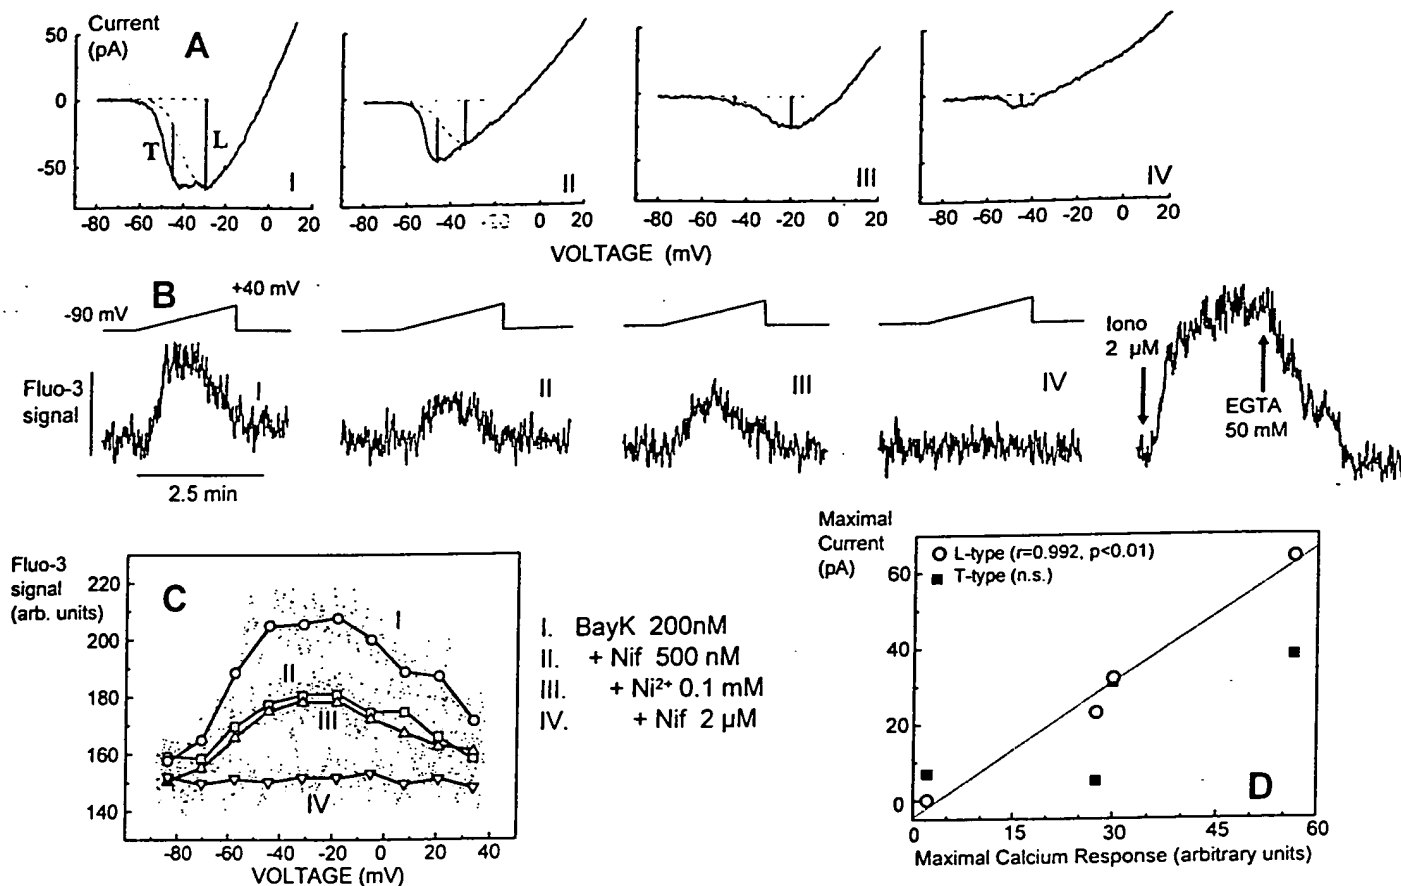 Current
(pA)
A
50
0
-50
T
L
I
II
III
IV
-80 -60 -40 -20 0 20
-80 -60 -40 0 20
-80 -60 -40 -20 0 20
-80 -60 -40 -20 0 20
VOLTAGE (mV)
B
-90 mV
+40 mV
Fluo-3
signal
I
II
III
IV
2.5 min
Iono
2 µM
EGTA
50 mM
Fluo-3
signal
(arb. units)
C
220
200
180
160
140
I
II
III
IV
-80 -60 -40 -20 0 20 40
VOLTAGE (mV)
I. BayK 200nM
II. + Nif 500 nM
III. + Ni²⁺ 0.1 mM
IV. + Nif 2 µM
Maximal
Current
(pA)
L-type (r=0.992, p<0.01)
T-type (n.s.)
60
40
20
0
D
0 15 30 45 60
Maximal Calcium Response (arbitrary units)